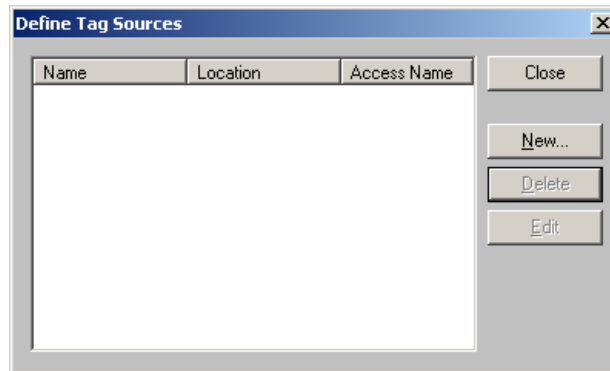 Define Tag Sources
Name Location Access Name
Close
New...
Delete
Edit